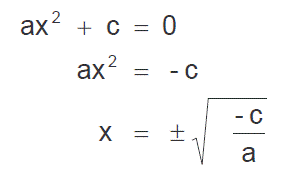 ax² + c = 0
ax² = - c
x = ± √(- c / a)